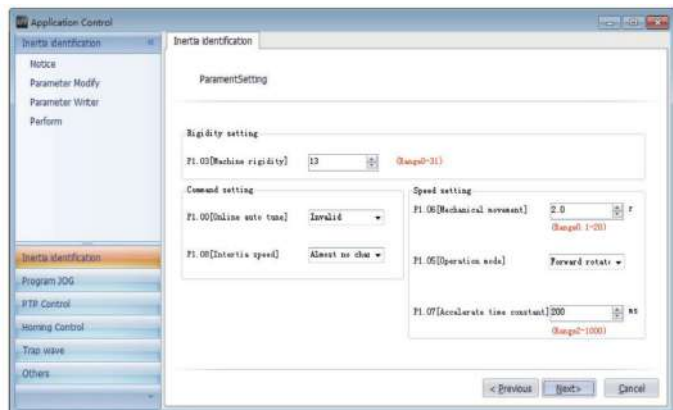 Application Control
Inertia identification
Notice
Parameter Modify
Parameter Writer
Perform
Inertia identification
Program JOG
PTP Control
Homing Control
Trap wave
Others
Inertia identification
ParamentSetting
Rigidity setting
P1.03[Machine rigidity] 13 (Range0-31)
Command setting
P1.00[Online auto tune] Invalid
P1.08[Intertia speed] Almost no chan
Speed setting
P1.06[Mechanical movement] 2.0 r
(Range0.1-20)
P1.05[Operation mode] Forward rotate
P1.07[Accelarate time constant] 200 ms
(Range2-1000)
< Previous
Next>
Cancel